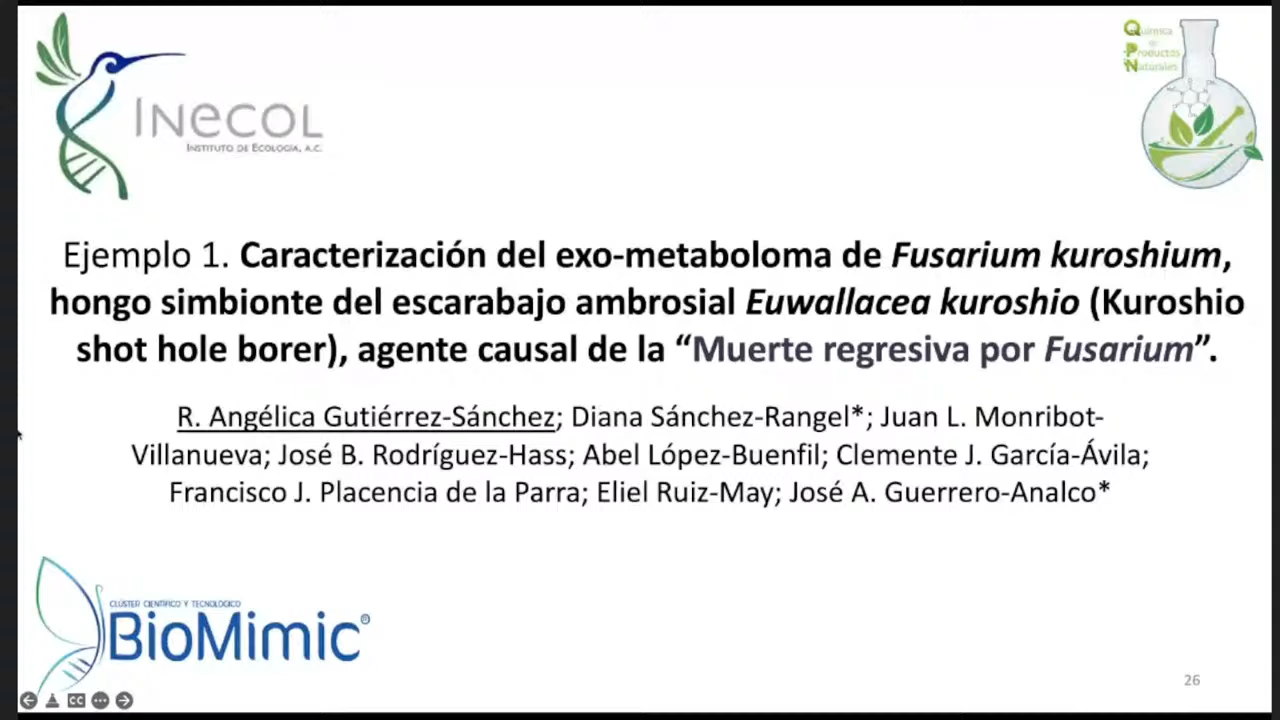 Inecol
Instituto de Ecología, A.C.
Química
de
Productos
Naturales
Ejemplo 1. Caracterización del exo-metaboloma de Fusarium kuroshium,
hongo simbionte del escarabajo ambrosial Euwallacea kuroshio (Kuroshio
shot hole borer), agente causal de la “Muerte regresiva por Fusarium”.
R. Angélica Gutiérrez-Sánchez; Diana Sánchez-Rangel*; Juan L. Monribot-
Villanueva; José B. Rodríguez-Hass; Abel López-Buenfil; Clemente J. García-Ávila;
Francisco J. Placencia de la Parra; Eliel Ruiz-May; José A. Guerrero-Analco*
CLÚSTER CIENTÍFICO Y TECNOLÓGICO
BioMimic®
CC
26